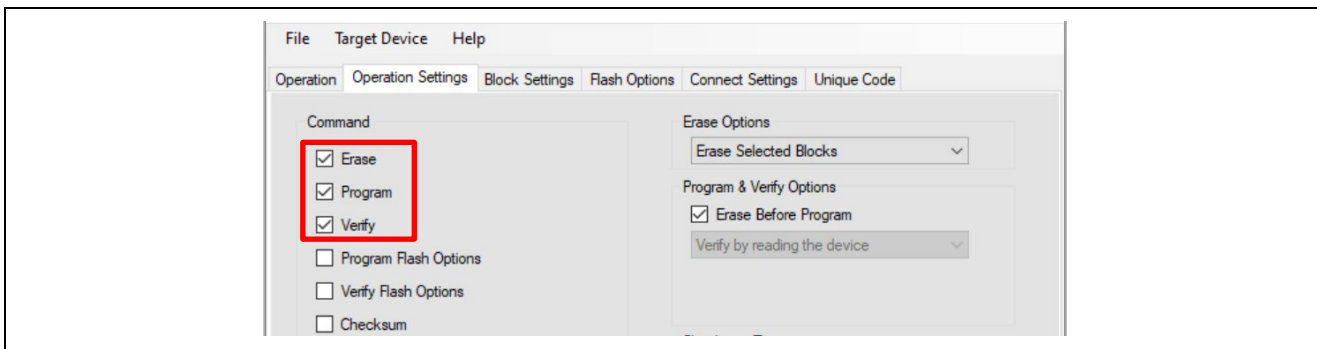 File Target Device Help
Operation Operation Settings Block Settings Flash Options Connect Settings Unique Code
Command
Erase
Program
Verify
Program Flash Options
Verify Flash Options
Checksum
Erase Options
Erase Selected Blocks
Program & Verify Options
Erase Before Program
Verify by reading the device